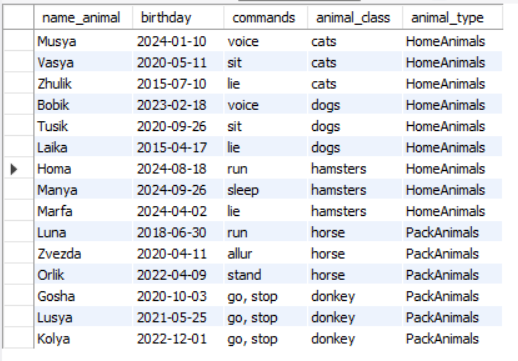 name_animal birthday commands animal_class animal_type
Musya 2024-01-10 voice cats HomeAnimals
Vasya 2020-05-11 sit cats HomeAnimals
Zhulik 2015-07-10 lie cats HomeAnimals
Bobik 2023-02-18 voice dogs HomeAnimals
Tusik 2020-09-26 sit dogs HomeAnimals
Laika 2015-04-17 lie dogs HomeAnimals
Homa 2024-08-18 run hamsters HomeAnimals
Manya 2024-09-26 sleep hamsters HomeAnimals
Marfa 2024-04-02 lie hamsters HomeAnimals
Luna 2018-06-30 run horse PackAnimals
Zvezda 2020-04-11 allur horse PackAnimals
Orlik 2022-04-09 stand horse PackAnimals
Gosha 2020-10-03 go, stop donkey PackAnimals
Lusya 2021-05-25 go, stop donkey PackAnimals
Kolya 2022-12-01 go, stop donkey PackAnimals